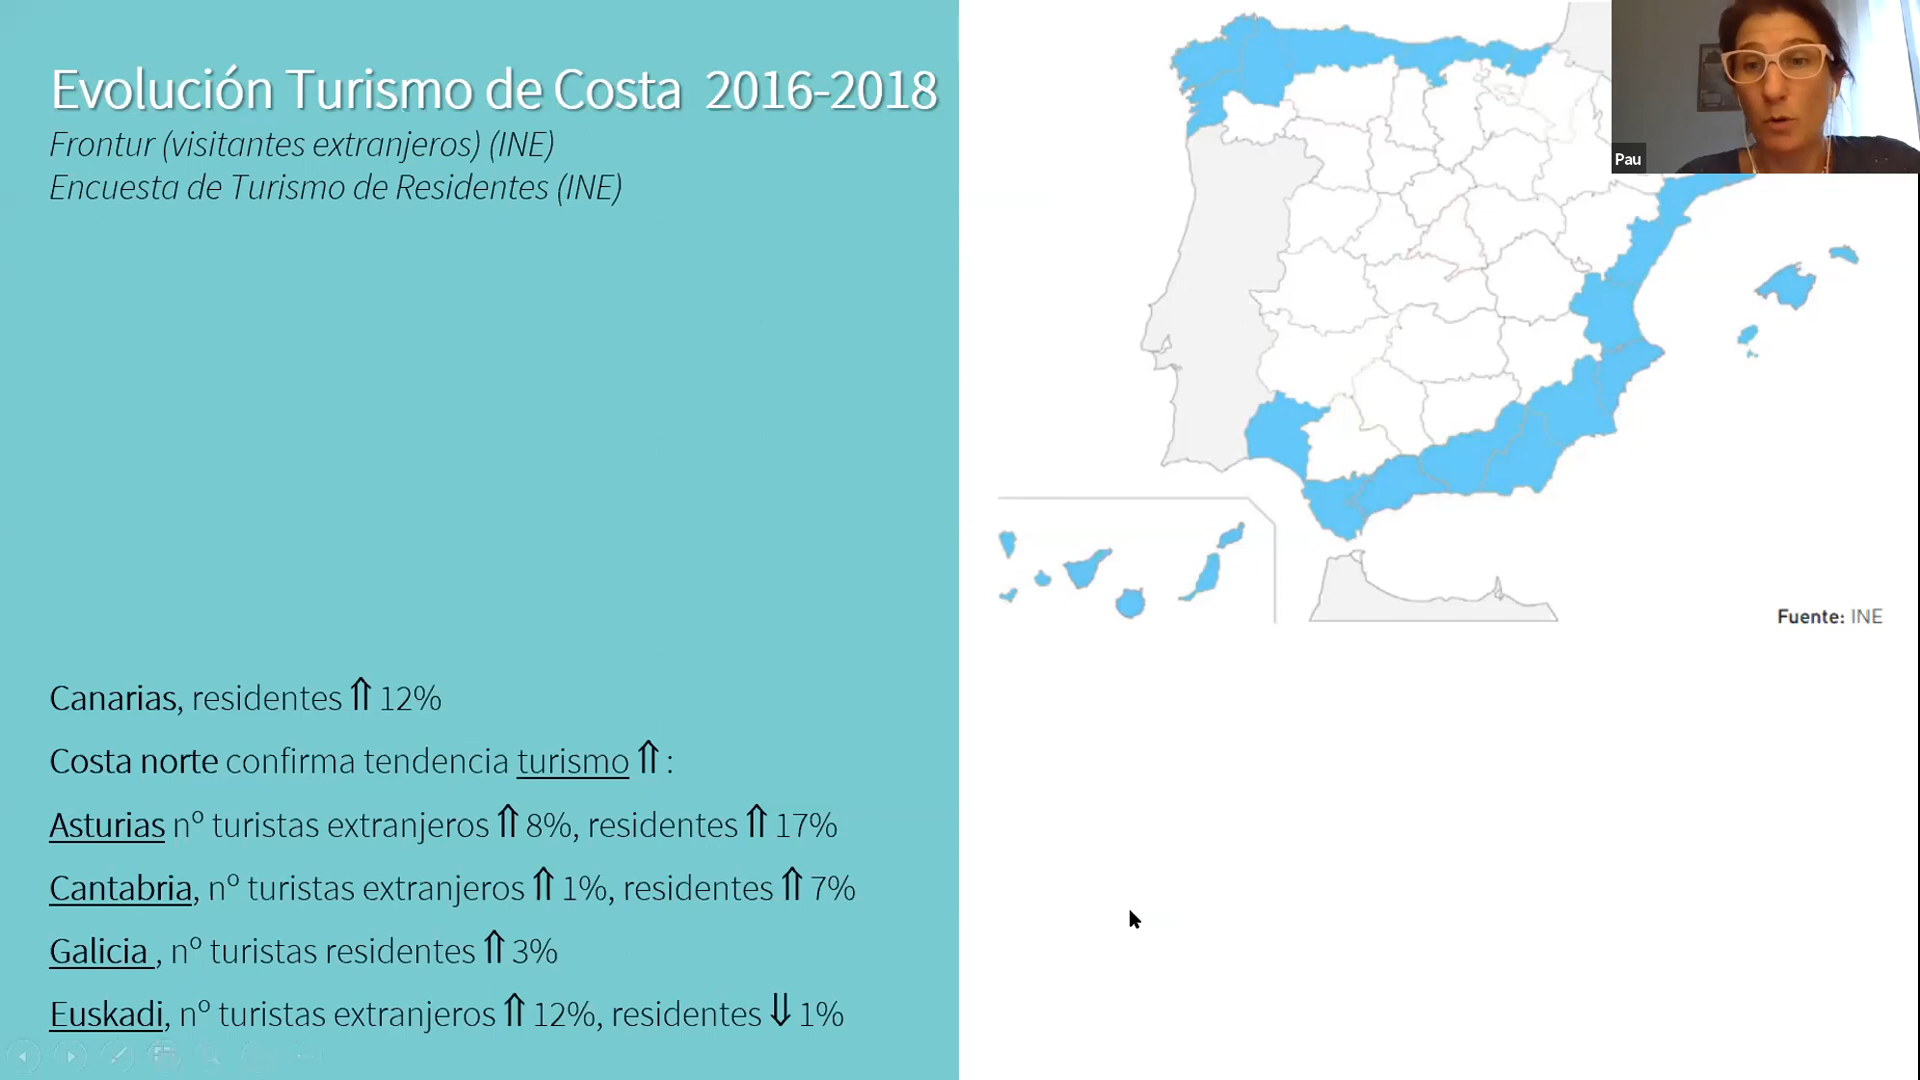 Evolución Turismo de Costa 2016-2018
Frontur (visitantes extranjeros) (INE)
Encuesta de Turismo de Residentes (INE)
Pau
Fuente: INE
Canarias, residentes ⇑ 12%
Costa norte confirma tendencia turismo ⇑ :
Asturias nº turistas extranjeros ⇑ 8%, residentes ⇑ 17%
Cantabria, nº turistas extranjeros ⇑ 1%, residentes ⇑ 7%
Galicia , nº turistas residentes ⇑ 3%
Euskadi, nº turistas extranjeros ⇑ 12%, residentes ⇓ 1%